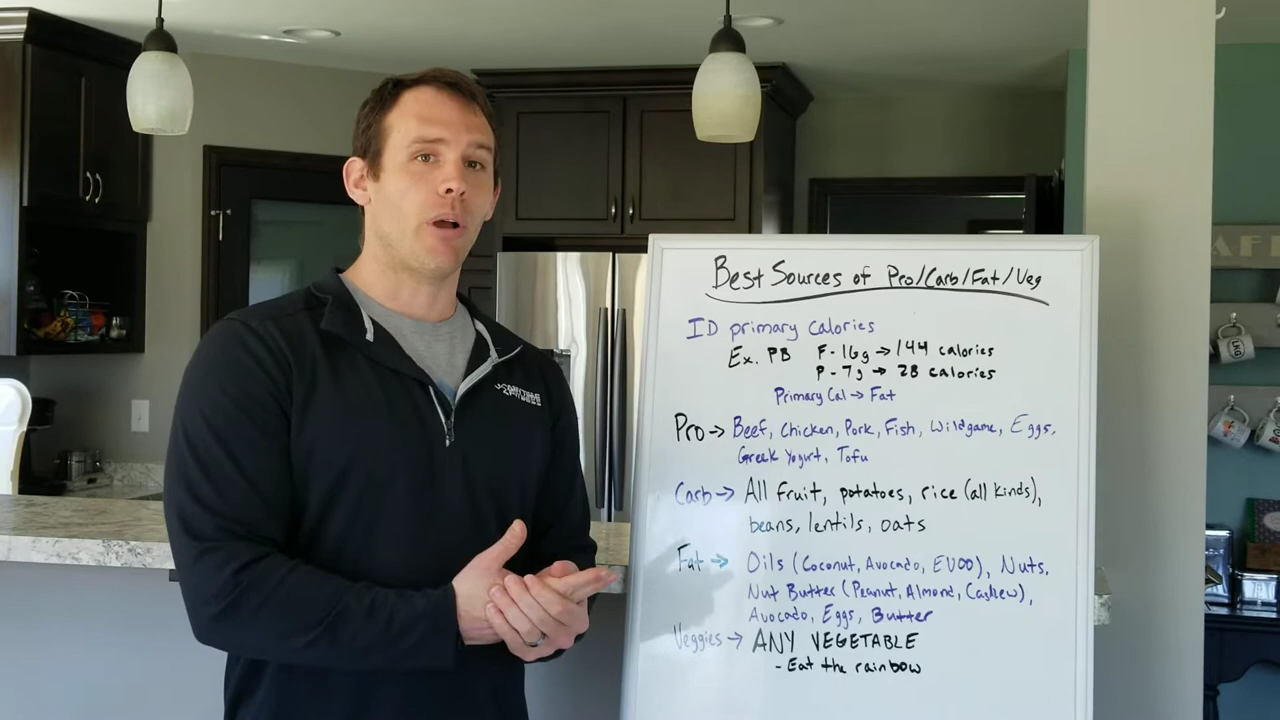 Best Sources of Pro/Carb/Fat/Veg
ID primary calories
Ex. PB F-16g→144 calories
P-7g→ 28 calories
Primary Cal→Fat
Pro→ Beef, Chicken, Pork, Fish, Wildgame, Eggs,
Greek Yogurt, Tofu
Carb→ All fruit, potatoes, rice (all kinds),
beans, lentils, oats
Fat→ Oils (Coconut, Avocado, EVOO), Nuts,
Nut Butter (Peanut, Almond, Cashew),
Avocado, Eggs, Butter
Veggies→ ANY VEGETABLE
-Eat the rainbow
ANYTIME
FITNESS